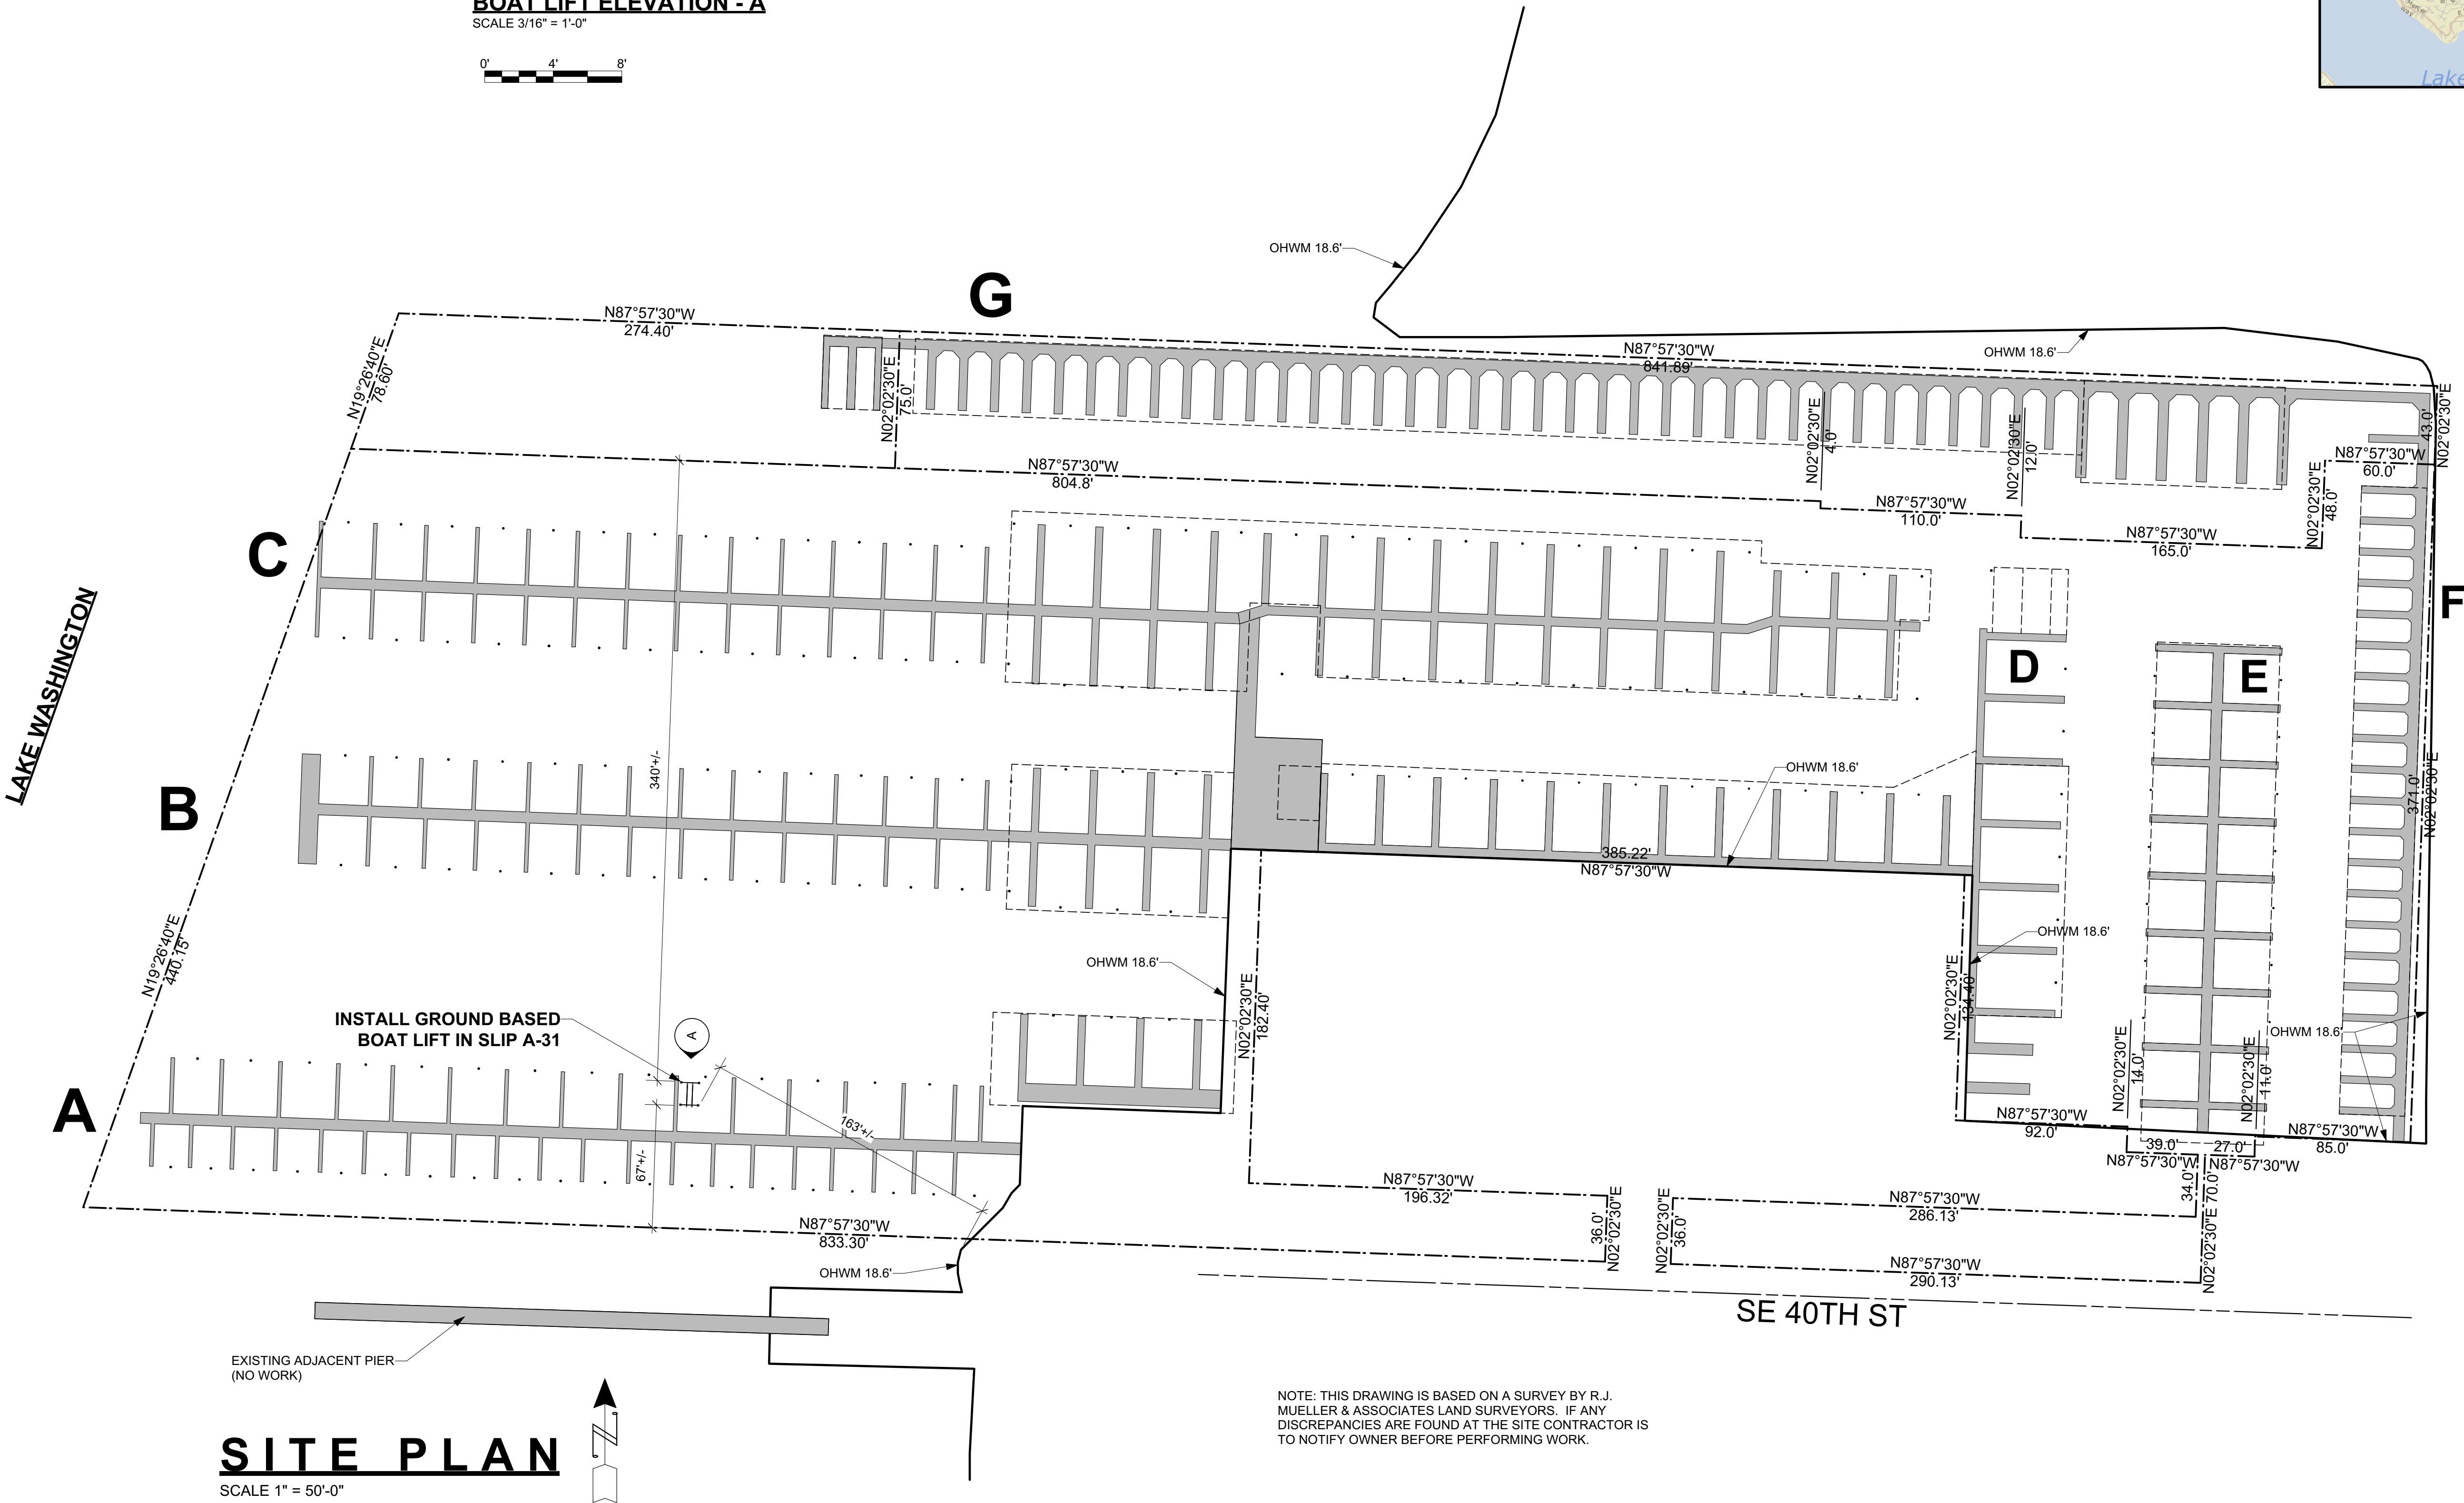 BOAT LIFT ELEVATION - A
SCALE 3/16" = 1'-0"
0' 4' 8'
Lake
OHWM 18.6'
G
N87°57'30"W
274.40'
N19°26'40"E
78.60'
N02°02'30"E
75.0'
N87°57'30"W
841.89'
OHWM 18.6'
N02°02'30"E
43.0'
N87°57'30"W
60.0'
N02°02'30"E
48.0'
N02°02'30"E
4.0'
N02°02'30"E
12.0'
N87°57'30"W
804.8'
N87°57'30"W
110.0'
N87°57'30"W
165.0'
C
D
E
F
LAKE WASHINGTON
340'+/-
B
OHWM 18.6'
385.22'
N87°57'30"W
371.0'
N02°02'30"E
N19°26'40"E
440.15'
OHWM 18.6'
OHWM 18.6'
N02°02'30"E
182.40'
N02°02'30"E
134.40'
INSTALL GROUND BASED
BOAT LIFT IN SLIP A-31
A
OHWM 18.6'
N02°02'30"E
14.0'
N02°02'30"E
11.0'
A
163'+/-
67'+/-
N87°57'30"W
92.0'
39.0'
N87°57'30"W
27.0'
N87°57'30"W
N87°57'30"W
85.0'
N87°57'30"W
196.32'
N02°02'30"E
36.0'
N02°02'30"E
36.0'
N87°57'30"W
286.13'
34.0'
N02°02'30"E 70.0'
N87°57'30"W
833.30'
N87°57'30"W
290.13'
OHWM 18.6'
SE 40TH ST
EXISTING ADJACENT PIER
(NO WORK)
N
NOTE: THIS DRAWING IS BASED ON A SURVEY BY R.J.
MUELLER & ASSOCIATES LAND SURVEYORS. IF ANY
DISCREPANCIES ARE FOUND AT THE SITE CONTRACTOR IS
TO NOTIFY OWNER BEFORE PERFORMING WORK.
SITE PLAN
SCALE 1" = 50'-0"